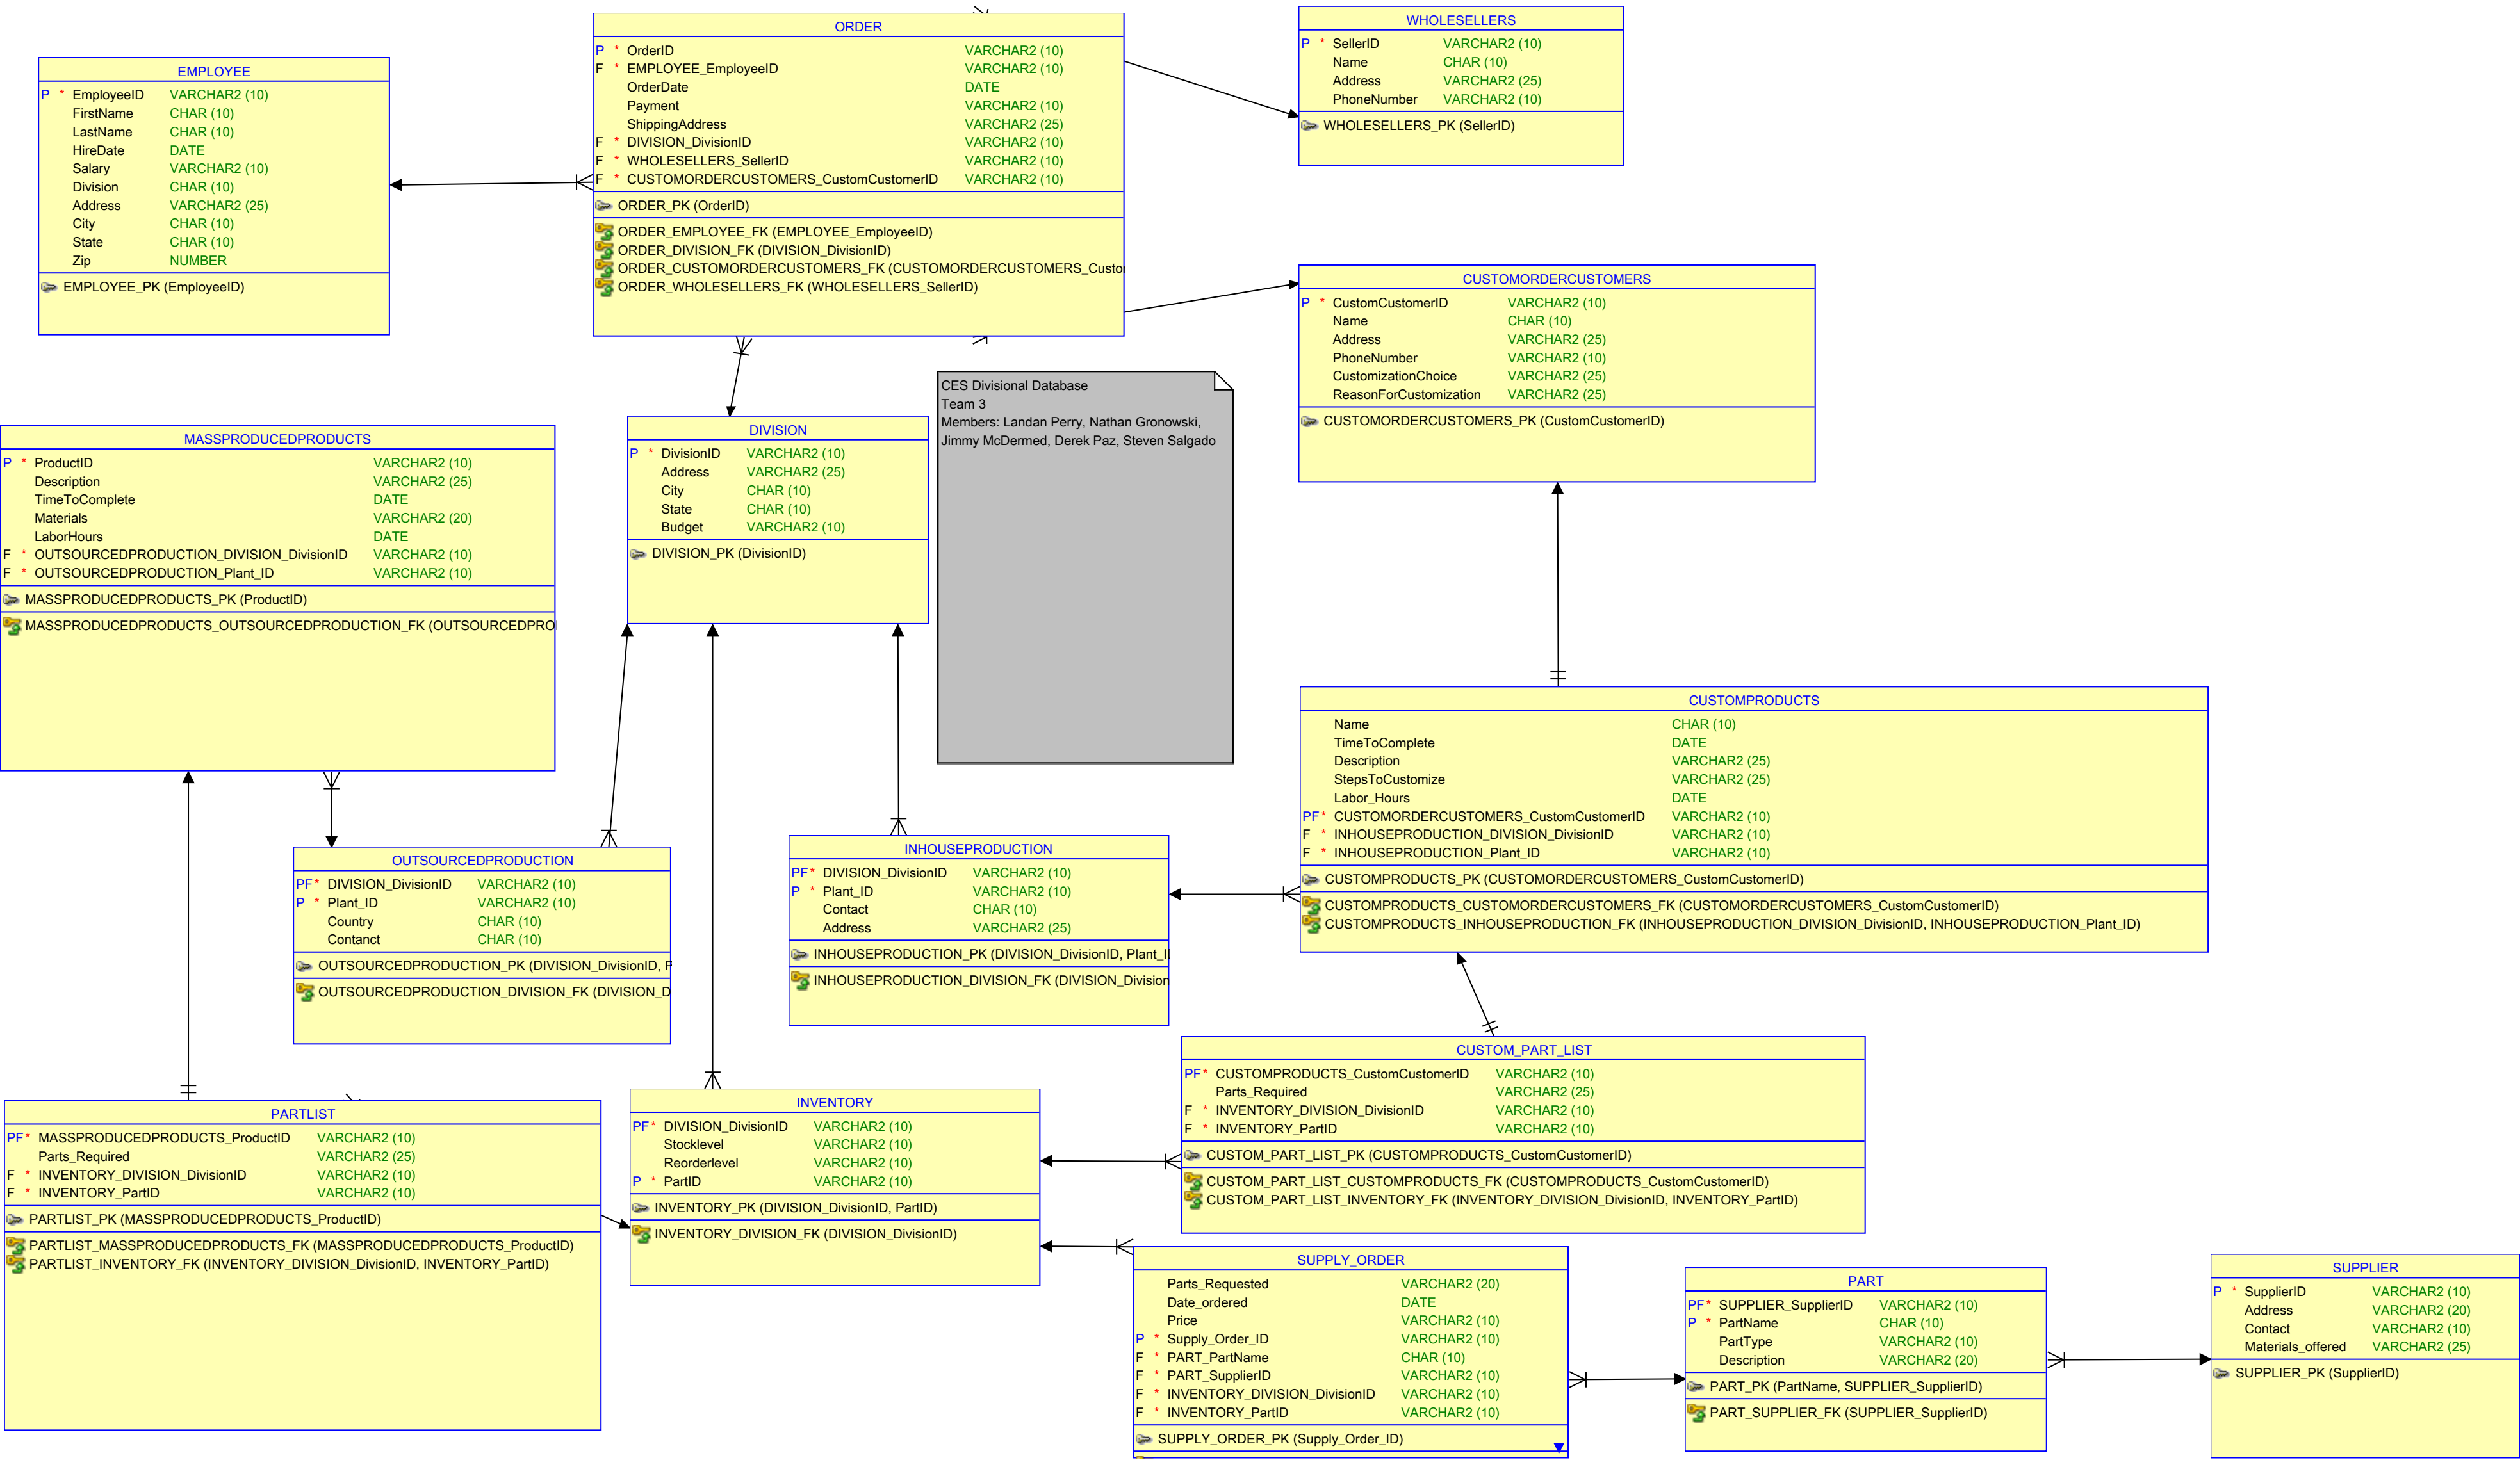 ORDER
P * OrderID VARCHAR2 (10)
F * EMPLOYEE_EmployeeID VARCHAR2 (10)
OrderDate DATE
Payment VARCHAR2 (10)
ShippingAddress VARCHAR2 (25)
F * DIVISION_DivisionID VARCHAR2 (10)
F * WHOLESELLERS_SellerID VARCHAR2 (10)
F * CUSTOMORDERCUSTOMERS_CustomCustomerID VARCHAR2 (10)
ORDER_PK (OrderID)
ORDER_EMPLOYEE_FK (EMPLOYEE_EmployeeID)
ORDER_DIVISION_FK (DIVISION_DivisionID)
ORDER_CUSTOMORDERCUSTOMERS_FK (CUSTOMORDERCUSTOMERS_Custo
ORDER_WHOLESELLERS_FK (WHOLESELLERS_SellerID)
WHOLESELLERS
P * SellerID VARCHAR2 (10)
Name CHAR (10)
Address VARCHAR2 (25)
PhoneNumber VARCHAR2 (10)
WHOLESELLERS_PK (SellerID)
EMPLOYEE
P * EmployeeID VARCHAR2 (10)
FirstName CHAR (10)
LastName CHAR (10)
HireDate DATE
Salary VARCHAR2 (10)
Division CHAR (10)
Address VARCHAR2 (25)
City CHAR (10)
State CHAR (10)
Zip NUMBER
EMPLOYEE_PK (EmployeeID)
CUSTOMORDERCUSTOMERS
P * CustomCustomerID VARCHAR2 (10)
Name CHAR (10)
Address VARCHAR2 (25)
PhoneNumber VARCHAR2 (10)
CustomizationChoice VARCHAR2 (25)
ReasonForCustomization VARCHAR2 (25)
CUSTOMORDERCUSTOMERS_PK (CustomCustomerID)
CES Divisional Database
Team 3
Members: Landan Perry, Nathan Gronowski,
Jimmy McDermed, Derek Paz, Steven Salgado
MASSPRODUCEDPRODUCTS
P * ProductID VARCHAR2 (10)
Description VARCHAR2 (25)
TimeToComplete DATE
Materials VARCHAR2 (20)
LaborHours DATE
F * OUTSOURCEDPRODUCTION_DIVISION_DivisionID VARCHAR2 (10)
F * OUTSOURCEDPRODUCTION_Plant_ID VARCHAR2 (10)
MASSPRODUCEDPRODUCTS_PK (ProductID)
MASSPRODUCEDPRODUCTS_OUTSOURCEDPRODUCTION_FK (OUTSOURCEDPRO
DIVISION
P * DivisionID VARCHAR2 (10)
Address VARCHAR2 (25)
City CHAR (10)
State CHAR (10)
Budget VARCHAR2 (10)
DIVISION_PK (DivisionID)
CUSTOMPRODUCTS
Name CHAR (10)
TimeToComplete DATE
Description VARCHAR2 (25)
StepsToCustomize VARCHAR2 (25)
Labor_Hours DATE
PF* CUSTOMORDERCUSTOMERS_CustomCustomerID VARCHAR2 (10)
F * INHOUSEPRODUCTION_DIVISION_DivisionID VARCHAR2 (10)
F * INHOUSEPRODUCTION_Plant_ID VARCHAR2 (10)
CUSTOMPRODUCTS_PK (CUSTOMORDERCUSTOMERS_CustomCustomerID)
CUSTOMPRODUCTS_CUSTOMORDERCUSTOMERS_FK (CUSTOMORDERCUSTOMERS_CustomCustomerID)
CUSTOMPRODUCTS_INHOUSEPRODUCTION_FK (INHOUSEPRODUCTION_DIVISION_DivisionID, INHOUSEPRODUCTION_Plant_ID)
OUTSOURCEDPRODUCTION
PF* DIVISION_DivisionID VARCHAR2 (10)
P * Plant_ID VARCHAR2 (10)
Country CHAR (10)
Contanct CHAR (10)
OUTSOURCEDPRODUCTION_PK (DIVISION_DivisionID, P
OUTSOURCEDPRODUCTION_DIVISION_FK (DIVISION_D
INHOUSEPRODUCTION
PF* DIVISION_DivisionID VARCHAR2 (10)
P * Plant_ID VARCHAR2 (10)
Contact CHAR (10)
Address VARCHAR2 (25)
INHOUSEPRODUCTION_PK (DIVISION_DivisionID, Plant_I
INHOUSEPRODUCTION_DIVISION_FK (DIVISION_Division
CUSTOM_PART_LIST
PF* CUSTOMPRODUCTS_CustomCustomerID VARCHAR2 (10)
Parts_Required VARCHAR2 (25)
F * INVENTORY_DIVISION_DivisionID VARCHAR2 (10)
F * INVENTORY_PartID VARCHAR2 (10)
CUSTOM_PART_LIST_PK (CUSTOMPRODUCTS_CustomCustomerID)
CUSTOM_PART_LIST_CUSTOMPRODUCTS_FK (CUSTOMPRODUCTS_CustomCustomerID)
CUSTOM_PART_LIST_INVENTORY_FK (INVENTORY_DIVISION_DivisionID, INVENTORY_PartID)
PARTLIST
PF* MASSPRODUCEDPRODUCTS_ProductID VARCHAR2 (10)
Parts_Required VARCHAR2 (25)
F * INVENTORY_DIVISION_DivisionID VARCHAR2 (10)
F * INVENTORY_PartID VARCHAR2 (10)
PARTLIST_PK (MASSPRODUCEDPRODUCTS_ProductID)
PARTLIST_MASSPRODUCEDPRODUCTS_FK (MASSPRODUCEDPRODUCTS_ProductID)
PARTLIST_INVENTORY_FK (INVENTORY_DIVISION_DivisionID, INVENTORY_PartID)
INVENTORY
PF* DIVISION_DivisionID VARCHAR2 (10)
Stocklevel VARCHAR2 (10)
Reorderlevel VARCHAR2 (10)
P * PartID VARCHAR2 (10)
INVENTORY_PK (DIVISION_DivisionID, PartID)
INVENTORY_DIVISION_FK (DIVISION_DivisionID)
SUPPLY_ORDER
Parts_Requested VARCHAR2 (20)
Date_ordered DATE
Price VARCHAR2 (10)
P * Supply_Order_ID VARCHAR2 (10)
F * PART_PartName CHAR (10)
F * PART_SupplierID VARCHAR2 (10)
F * INVENTORY_DIVISION_DivisionID VARCHAR2 (10)
F * INVENTORY_PartID VARCHAR2 (10)
SUPPLY_ORDER_PK (Supply_Order_ID)
PART
PF* SUPPLIER_SupplierID VARCHAR2 (10)
P * PartName CHAR (10)
PartType VARCHAR2 (10)
Description VARCHAR2 (20)
PART_PK (PartName, SUPPLIER_SupplierID)
PART_SUPPLIER_FK (SUPPLIER_SupplierID)
SUPPLIER
P * SupplierID VARCHAR2 (10)
Address VARCHAR2 (20)
Contact VARCHAR2 (10)
Materials_offered VARCHAR2 (25)
SUPPLIER_PK (SupplierID)